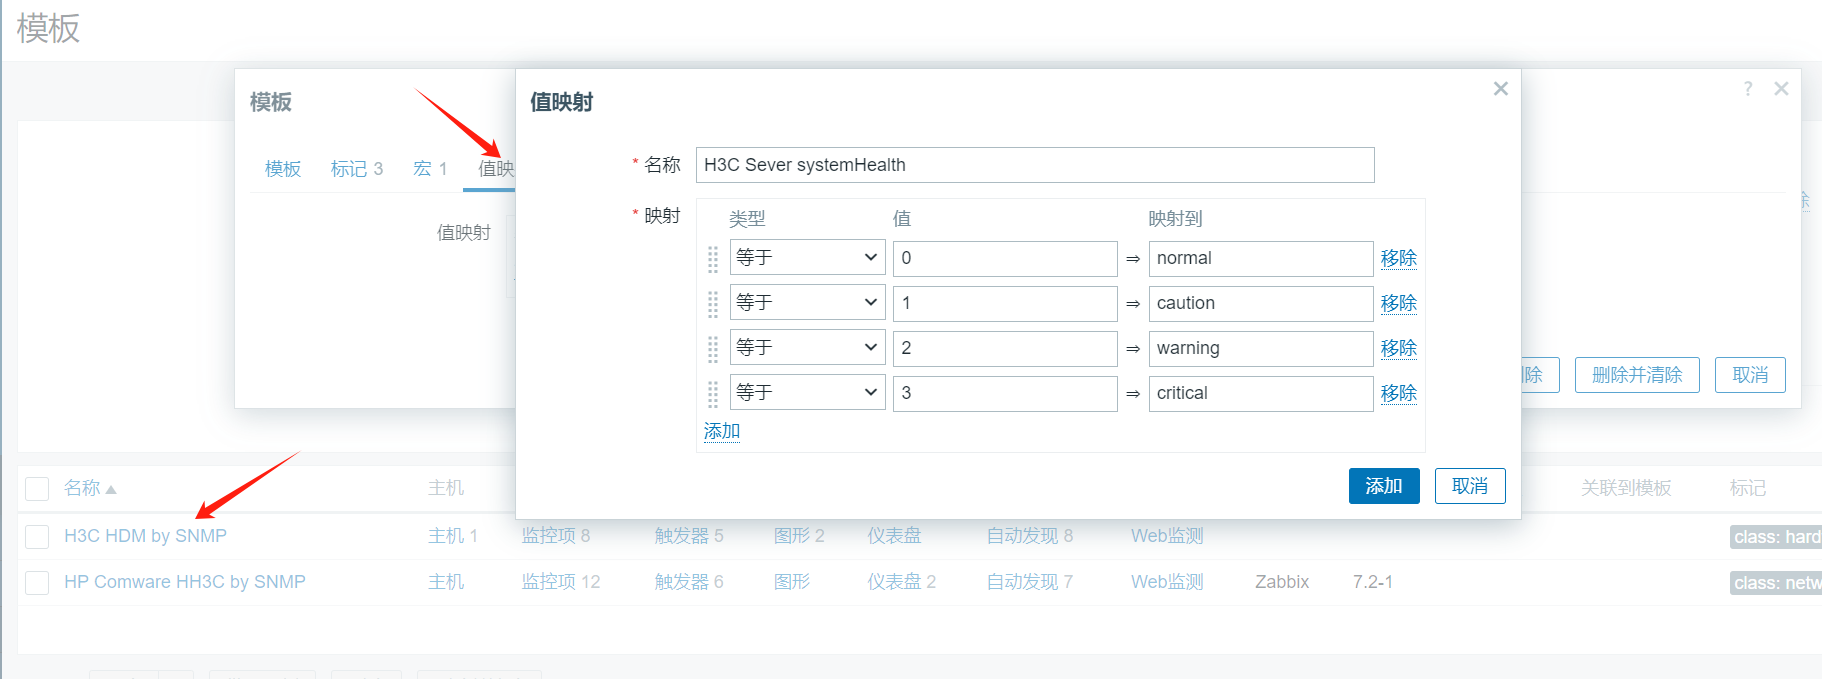 模板
模板
?
值映射
模板 标记 3 宏 1 值映
* 名称 H3C Sever systemHealth
值映射
* 映射 类型 值 映射到
等于 0 ⇒ normal 移除
等于 1 ⇒ caution 移除
等于 2 ⇒ warning 移除
等于 3 ⇒ critical 移除
添加
添加 取消
除 删除并清除 取消
名称 主机 关联到模板 标记
H3C HDM by SNMP 主机 1 监控项 8 触发器 5 图形 2 仪表盘 自动发现 8 Web监测 class: hard
HP Comware HH3C by SNMP 主机 监控项 12 触发器 6 图形 仪表盘 2 自动发现 7 Web监测 Zabbix 7.2-1 class: netw